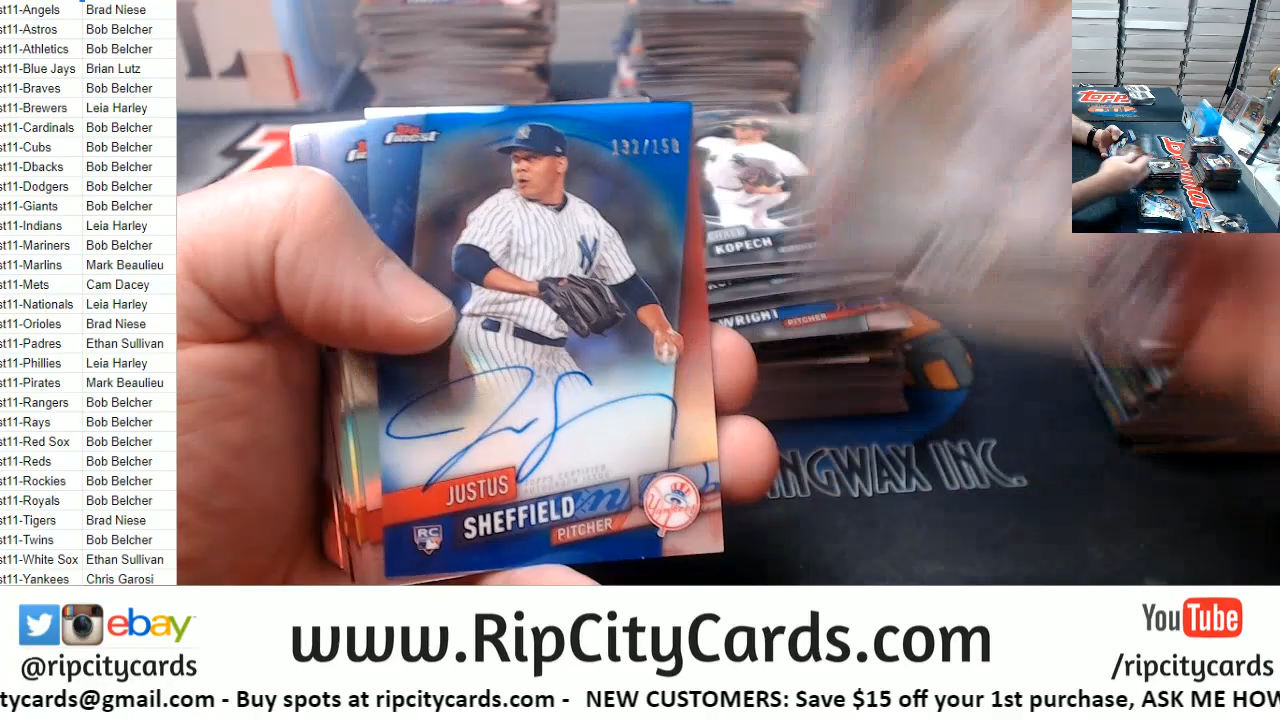 st11-Angels Brad Niese
st11-Astros Bob Belcher
st11-Athletics Bob Belcher
st11-Blue Jays Brian Lutz
st11-Braves Bob Belcher
st11-Brewers Leia Harley
st11-Cardinals Bob Belcher
st11-Cubs Bob Belcher
st11-Dbacks Bob Belcher
st11-Dodgers Bob Belcher
st11-Giants Bob Belcher
st11-Indians Leia Harley
st11-Mariners Bob Belcher
st11-Marlins Mark Beaulieu
st11-Mets Cam Dacey
st11-Nationals Leia Harley
st11-Orioles Brad Niese
st11-Padres Ethan Sullivan
st11-Phillies Leia Harley
st11-Pirates Mark Beaulieu
st11-Rangers Bob Belcher
st11-Rays Bob Belcher
st11-Red Sox Bob Belcher
st11-Reds Bob Belcher
st11-Rockies Bob Belcher
st11-Royals Bob Belcher
st11-Tigers Brad Niese
st11-Twins Bob Belcher
st11-White Sox Ethan Sullivan
st11-Yankees Chris Garosi
Topps
finest
132/150
KOPECH
WRIGHT
PITCHER
JUSTUS
SHEFFIELD
PITCHER
RC
Yankees
INGWAX INC.
Topps
ebay
@ripcitycards
www.RipCityCards.com
YouTube
/ripcitycards
tycards@gmail.com - Buy spots at ripcitycards.com - NEW CUSTOMERS: Save $15 off your 1st purchase, ASK ME HOW